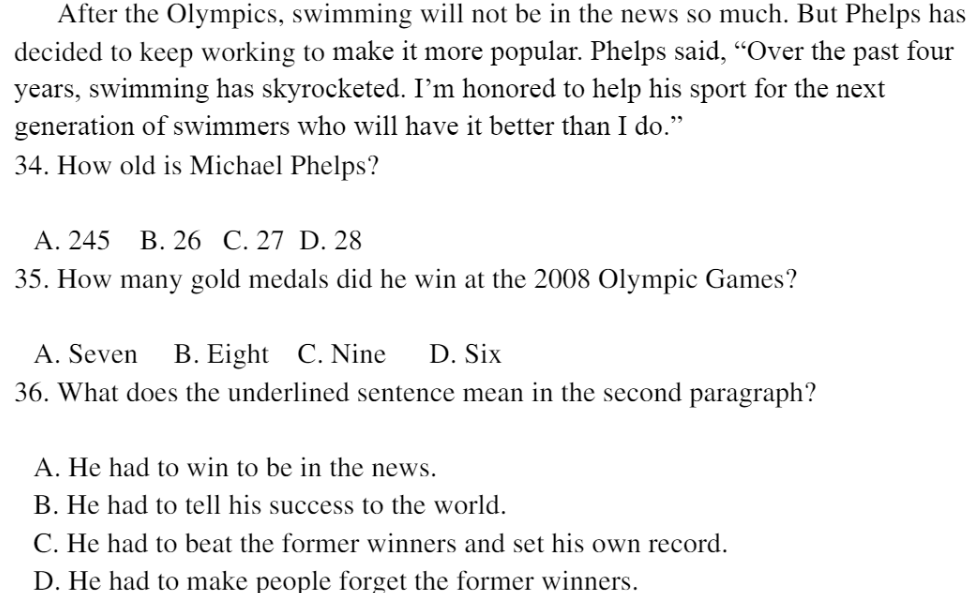 After the Olympics, swimming will not be in the news so much. But Phelps has
decided to keep working to make it more popular. Phelps said, “Over the past four
years, swimming has skyrocketed. I’m honored to help his sport for the next
generation of swimmers who will have it better than I do.”
34. How old is Michael Phelps?
A. 245 B. 26 C. 27 D. 28
35. How many gold medals did he win at the 2008 Olympic Games?
A. Seven B. Eight C. Nine D. Six
36. What does the underlined sentence mean in the second paragraph?
A. He had to win to be in the news.
B. He had to tell his success to the world.
C. He had to beat the former winners and set his own record.
D. He had to make people forget the former winners.